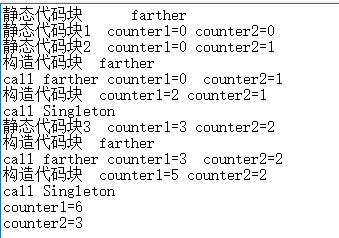 静态代码块     farther
静态代码块1  counter1=0 counter2=0
静态代码块2  counter1=0 counter2=1
构造代码块  farther
call farther counter1=0  counter2=1
构造代码块  counter1=2 counter2=1
call Singleton
静态代码块3  counter1=3 counter2=2
构造代码块  farther
call farther counter1=3  counter2=2
构造代码块  counter1=5 counter2=2
call Singleton
counter1=6
counter2=3